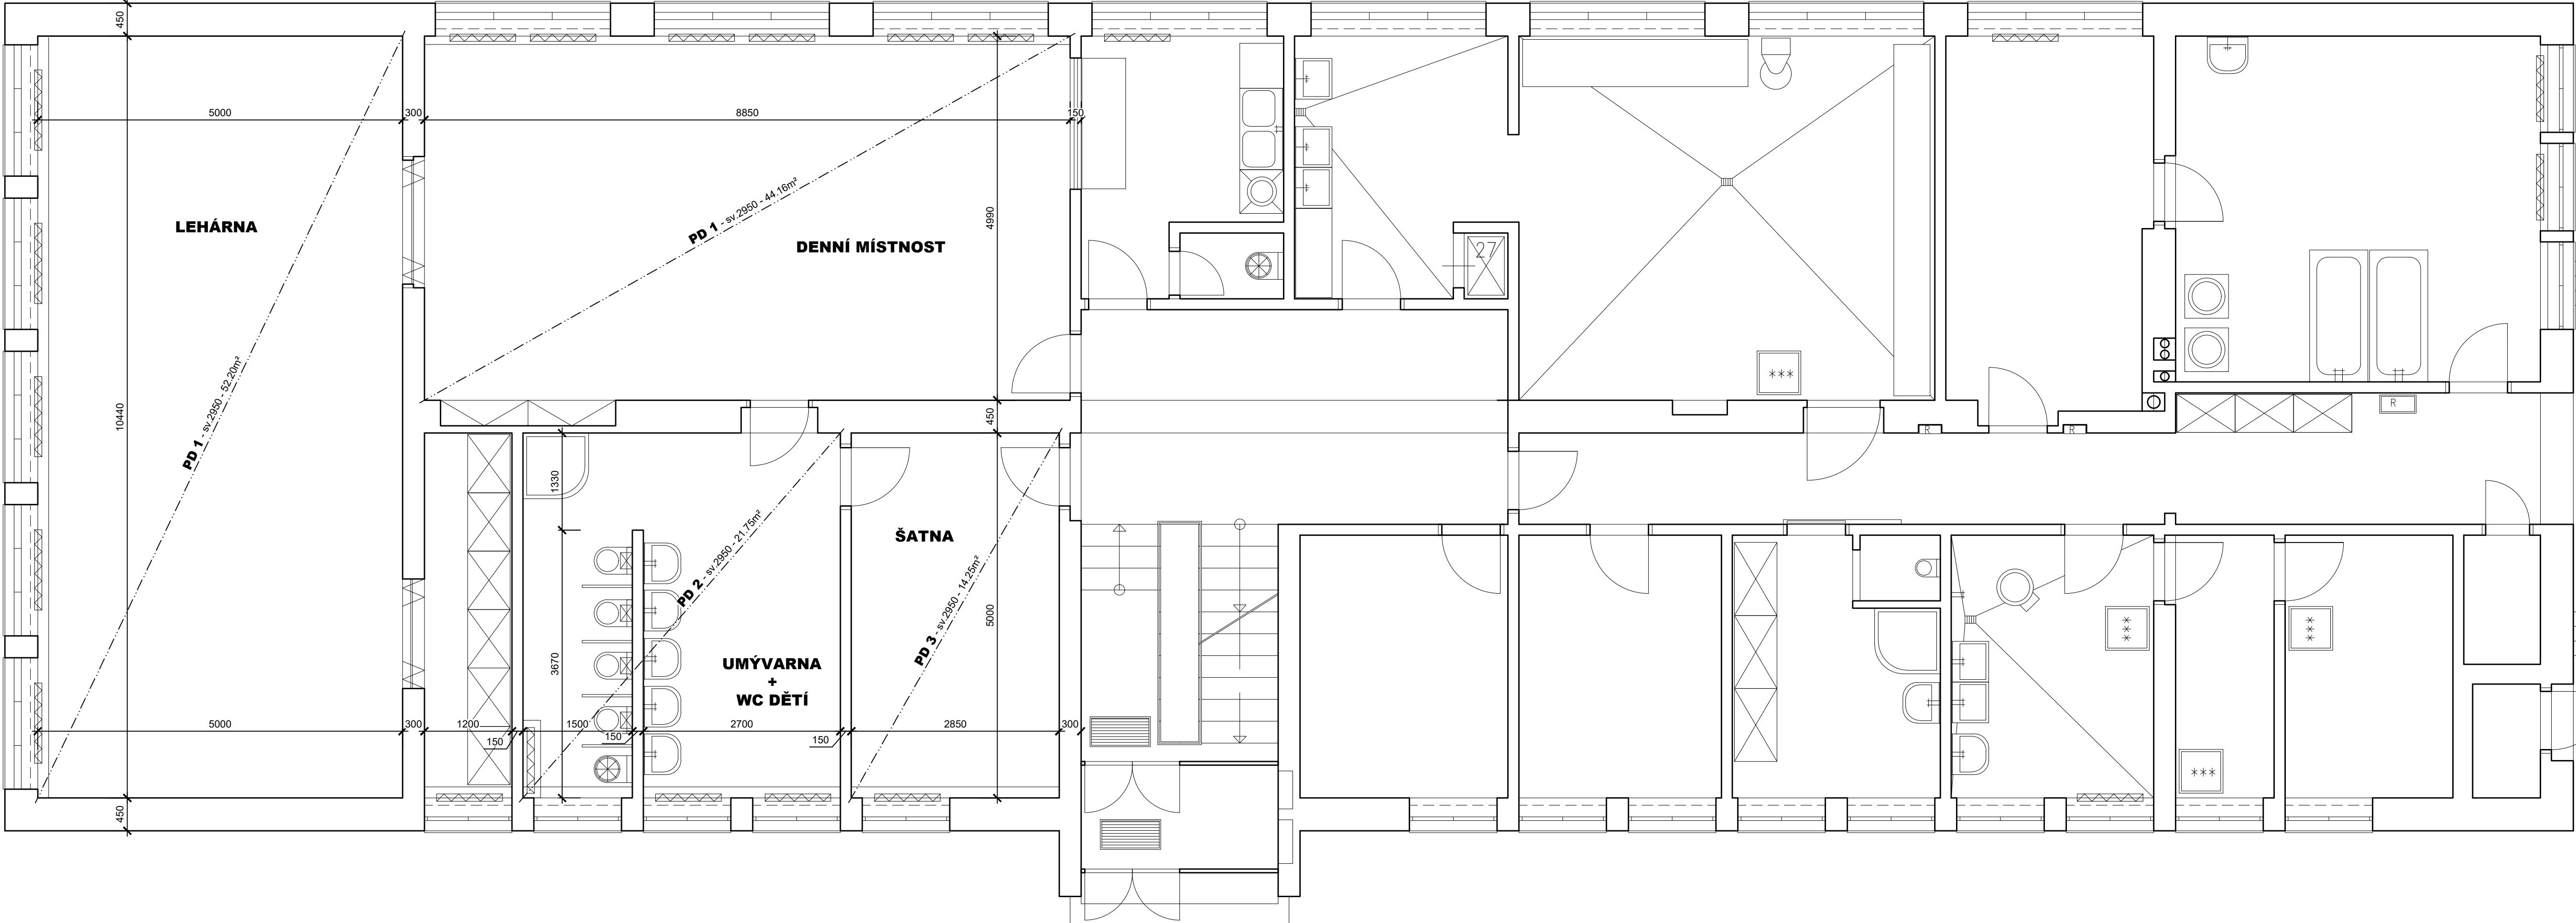 450
5000
300
8850
150
LEHÁRNA
PD 1 - sv.2950 - 44.16m²
4990
DENNÍ MÍSTNOST
27
***
10440
PD 1 - sv.2950 - 52.20m²
450
R
R
R
1330
PD 2 - sv.2950 - 21.75m²
ŠATNA
PD 3 - sv.2950 - 14.25m²
5000
3670
UMÝVARNA
+
WC DĚTÍ
***
***
***
5000
300
1200
150
1500
150
2700
150
2850
300
450